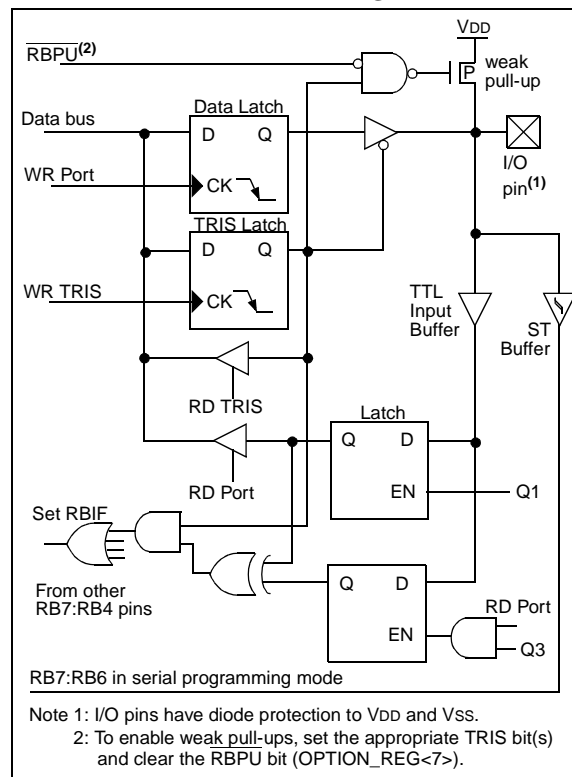 VDD
RBPU(2)
P
weak
pull-up
Data Latch
Data bus
D
Q
I/O
pin(1)
WR Port
CK
TRIS Latch
D
Q
WR TRIS
CK
TTL
Input
Buffer
ST
Buffer
RD TRIS
Latch
Q
D
RD Port
EN
Q1
Set RBIF
From other
RB7:RB4 pins
Q
D
RD Port
EN
Q3
RB7:RB6 in serial programming mode
Note 1: I/O pins have diode protection to VDD and VSS.
2: To enable weak pull-ups, set the appropriate TRIS bit(s)
and clear the RBPU bit (OPTION_REG<7>).